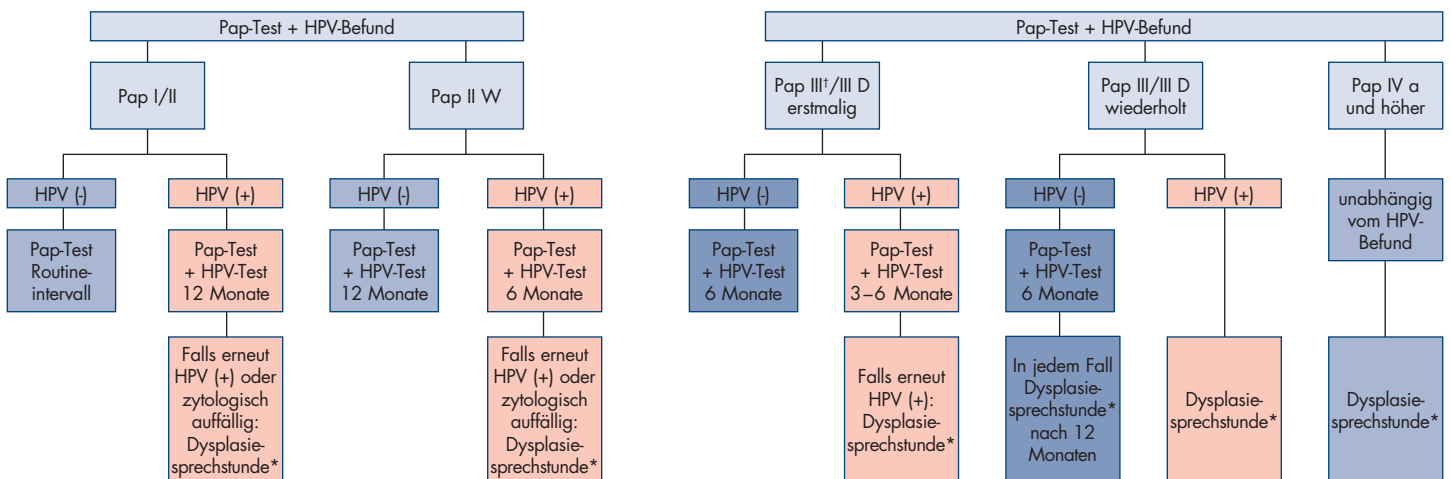 Pap-Test + HPV-Befund
Pap I/II
Pap II W
HPV (-)
HPV (+)
HPV (-)
HPV (+)
Pap-Test
Routine-
intervall
Pap-Test
+ HPV-Test
12 Monate
Pap-Test
+ HPV-Test
12 Monate
Pap-Test
+ HPV-Test
6 Monate
Falls erneut
HPV (+) oder
zytologisch
auffällig:
Dysplasie-
sprechstunde*
Falls erneut
HPV (+) oder
zytologisch
auffällig:
Dysplasie-
sprechstunde*
Pap-Test + HPV-Befund
Pap III†/III D
erstmalig
Pap III/III D
wiederholt
Pap IV a
und höher
HPV (-)
HPV (+)
HPV (-)
HPV (+)
unabhängig
vom HPV-
Befund
Pap-Test
+ HPV-Test
6 Monate
Pap-Test
+ HPV-Test
3–6 Monate
Pap-Test
+ HPV-Test
6 Monate
Falls erneut
HPV (+):
Dysplasie-
sprechstunde*
In jedem Fall
Dysplasie-
sprechstunde*
nach 12
Monaten
Dysplasie-
sprechstunde*
Dysplasie-
sprechstunde*